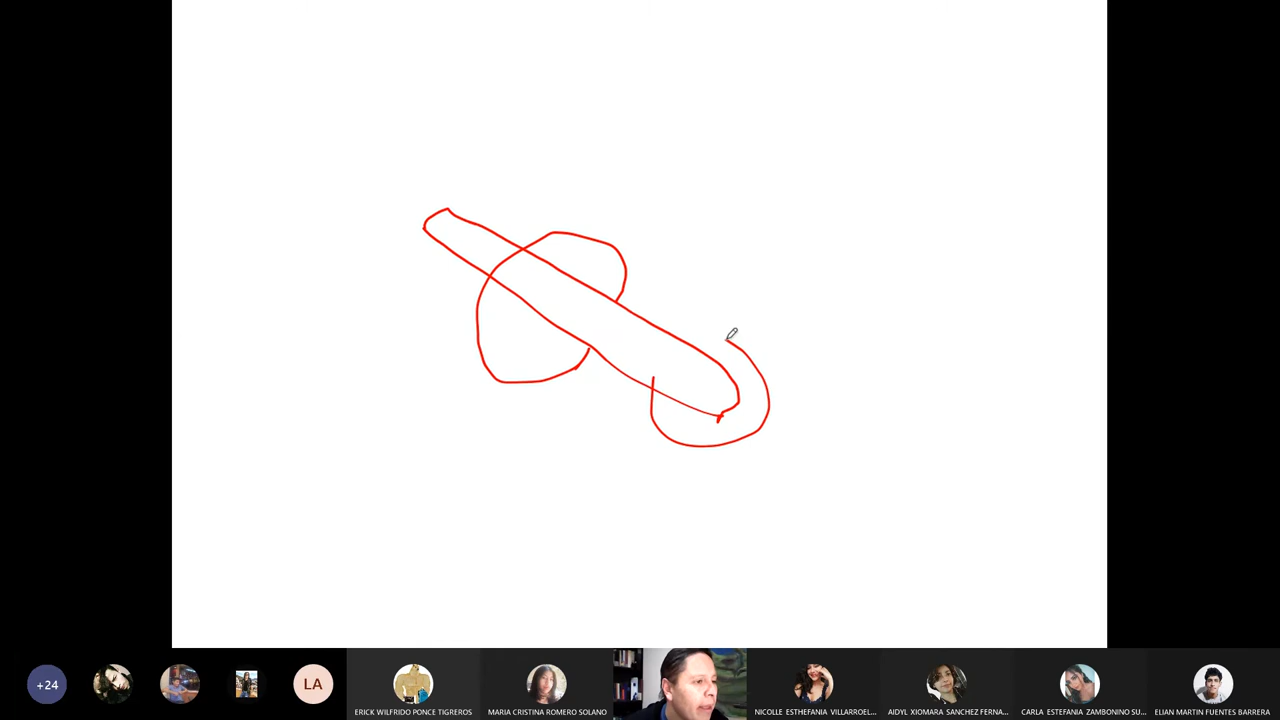 +24
LA
ERICK WILFRIDO PONCE TIGREROS
MARIA CRISTINA ROMERO SOLANO
NICOLLE ESTHEFANIA VILLARROEL...
AIDYL XIOMARA SANCHEZ FERNA...
CARLA ESTEFANIA ZAMBONINO SU...
ELIAN MARTIN FUENTES BARRERA